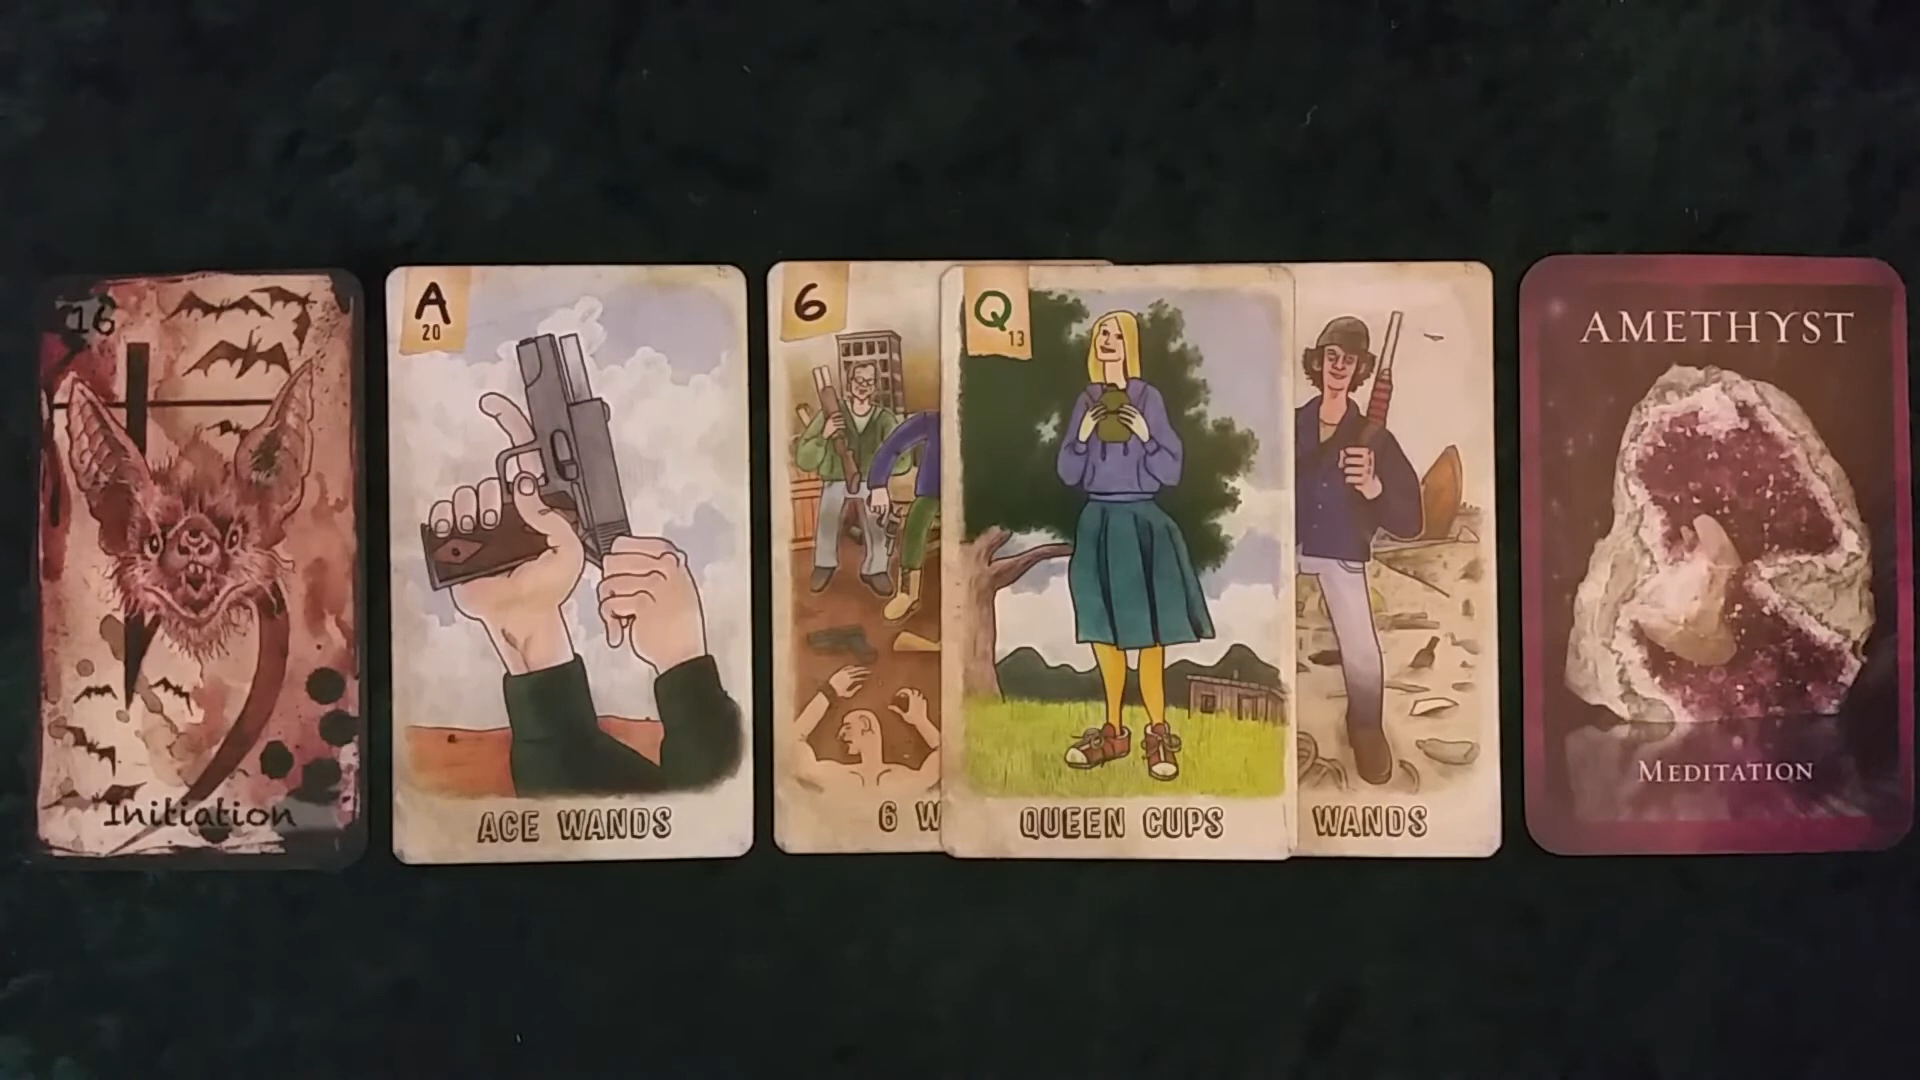 16
Initiation
A
20
ACE WANDS
6
6 W
Q
13
QUEEN CUPS
WANDS
AMETHYST
MEDITATION